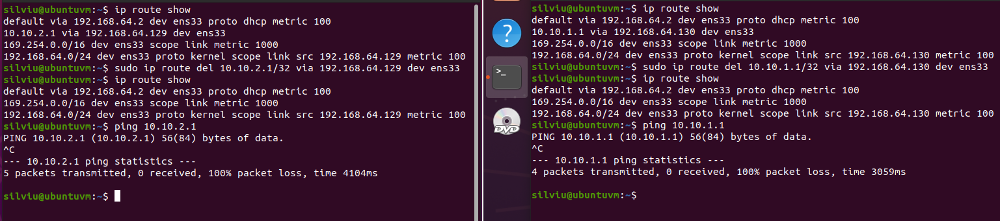 silviu@ubuntuvm:~$ ip route show
default via 192.168.64.2 dev ens33 proto dhcp metric 100
10.10.2.1 via 192.168.64.129 dev ens33
169.254.0.0/16 dev ens33 scope link metric 1000
192.168.64.0/24 dev ens33 proto kernel scope link src 192.168.64.129 metric 100
silviu@ubuntuvm:~$ sudo ip route del 10.10.2.1/32 via 192.168.64.129 dev ens33
silviu@ubuntuvm:~$ ip route show
default via 192.168.64.2 dev ens33 proto dhcp metric 100
169.254.0.0/16 dev ens33 scope link metric 1000
192.168.64.0/24 dev ens33 proto kernel scope link src 192.168.64.129 metric 100
silviu@ubuntuvm:~$ ping 10.10.2.1
PING 10.10.2.1 (10.10.2.1) 56(84) bytes of data.
^C
--- 10.10.2.1 ping statistics ---
5 packets transmitted, 0 received, 100% packet loss, time 4104ms
silviu@ubuntuvm:~$
?
>_
DVD
silviu@ubuntuvm:~$ ip route show
default via 192.168.64.2 dev ens33 proto dhcp metric 100
10.10.1.1 via 192.168.64.130 dev ens33
169.254.0.0/16 dev ens33 scope link metric 1000
192.168.64.0/24 dev ens33 proto kernel scope link src 192.168.64.130 metric 100
silviu@ubuntuvm:~$ sudo ip route del 10.10.1.1/32 via 192.168.64.130 dev ens33
silviu@ubuntuvm:~$ ip route show
default via 192.168.64.2 dev ens33 proto dhcp metric 100
169.254.0.0/16 dev ens33 scope link metric 1000
192.168.64.0/24 dev ens33 proto kernel scope link src 192.168.64.130 metric 100
silviu@ubuntuvm:~$ ping 10.10.1.1
PING 10.10.1.1 (10.10.1.1) 56(84) bytes of data.
^C
--- 10.10.1.1 ping statistics ---
4 packets transmitted, 0 received, 100% packet loss, time 3059ms
silviu@ubuntuvm:~$